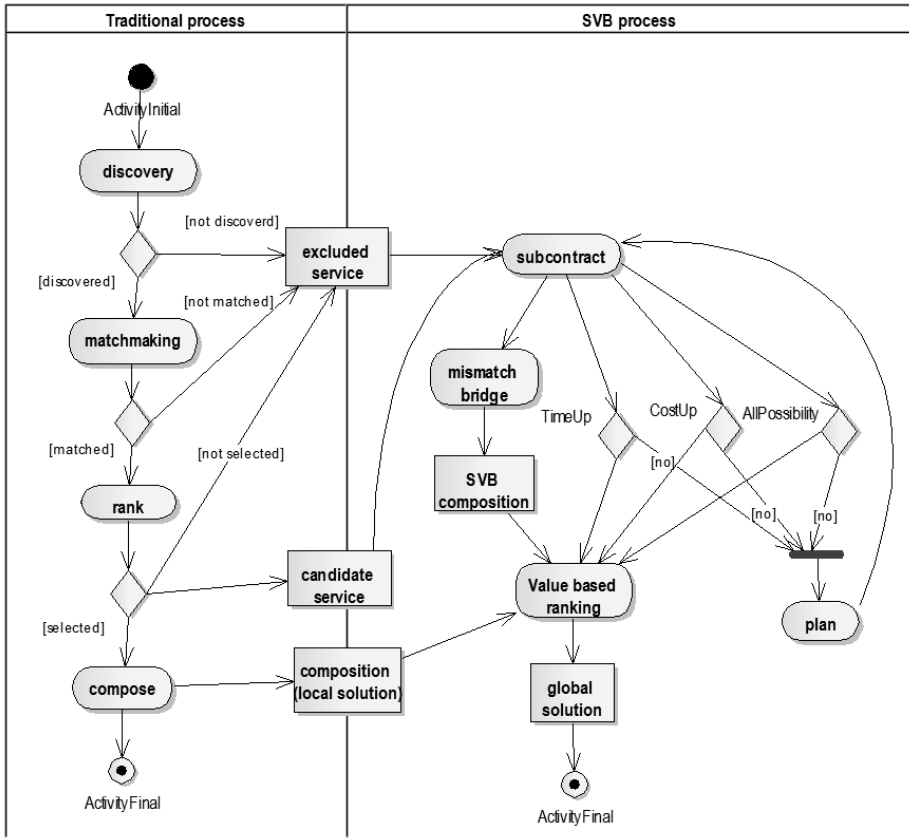 Traditional process
SVB process
ActivityInitial
discovery
[not discoverd]
excluded
service
subcontract
[discovered]
[not matched]
matchmaking
mismatch
bridge
TimeUp
CostUp
AllPossibility
[matched]
[not selected]
[no]
SVB
composition
rank
[no]
[no]
candidate
service
Value based
ranking
plan
[selected]
compose
composition
(local solution)
global
solution
ActivityFinal
ActivityFinal